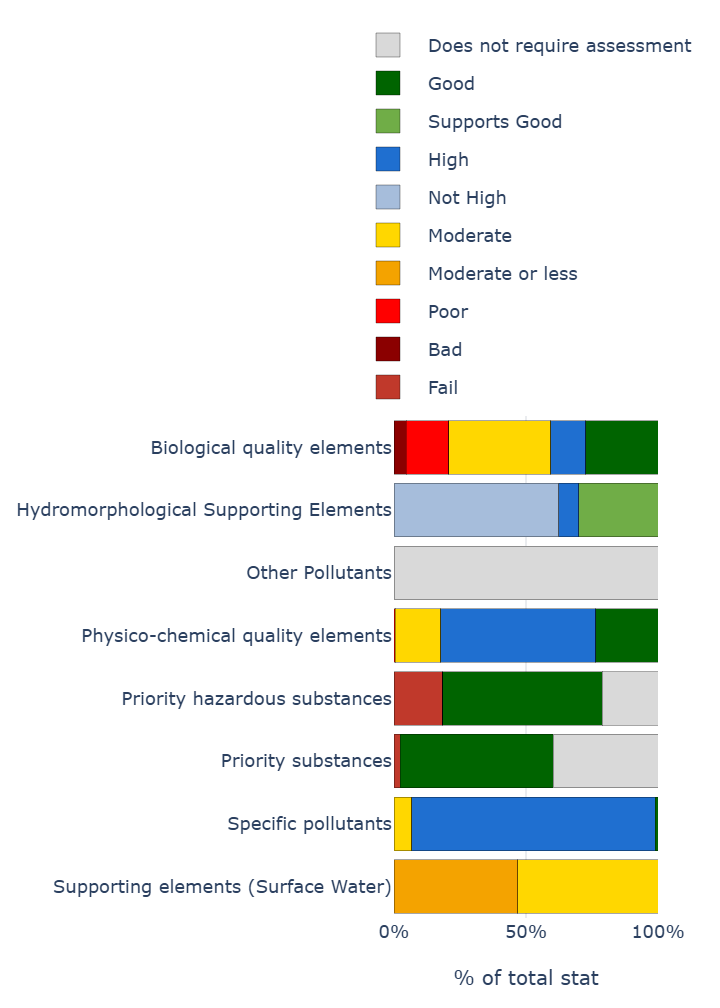 Does not require assessment
Good
Supports Good
High
Not High
Moderate
Moderate or less
Poor
Bad
Fail
Biological quality elements
Hydromorphological Supporting Elements
Other Pollutants
Physico-chemical quality elements
Priority hazardous substances
Priority substances
Specific pollutants
Supporting elements (Surface Water)
0% 50% 100%
% of total stat